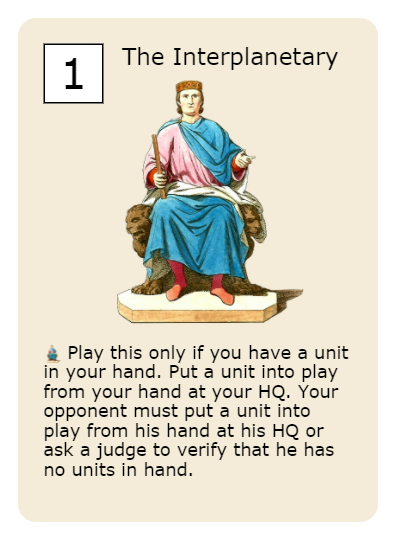 1
The Interplanetary
Play this only if you have a unit
in your hand. Put a unit into play
from your hand at your HQ. Your
opponent must put a unit into
play from his hand at his HQ or
ask a judge to verify that he has
no units in hand.